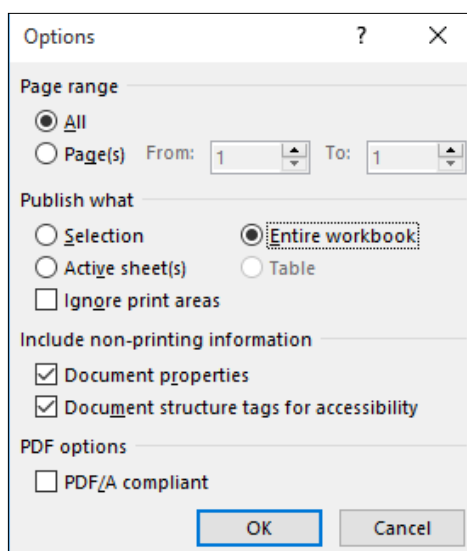 Options ? ✕
Page range
All
Page(s) From: 1 To: 1
Publish what
Selection Entire workbook
Active sheet(s) Table
Ignore print areas
Include non-printing information
Document properties
Document structure tags for accessibility
PDF options
PDF/A compliant
OK Cancel